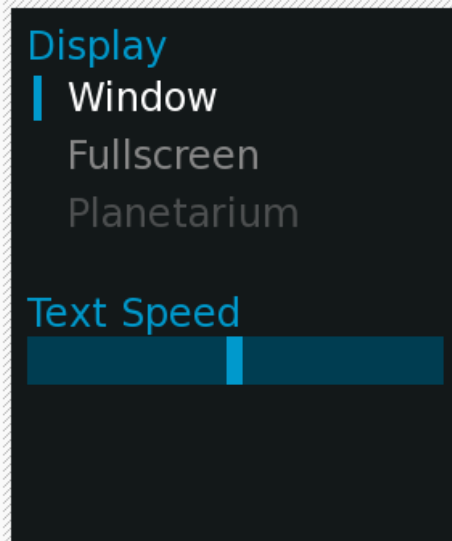 Display
Window
Fullscreen
Planetarium
Text Speed